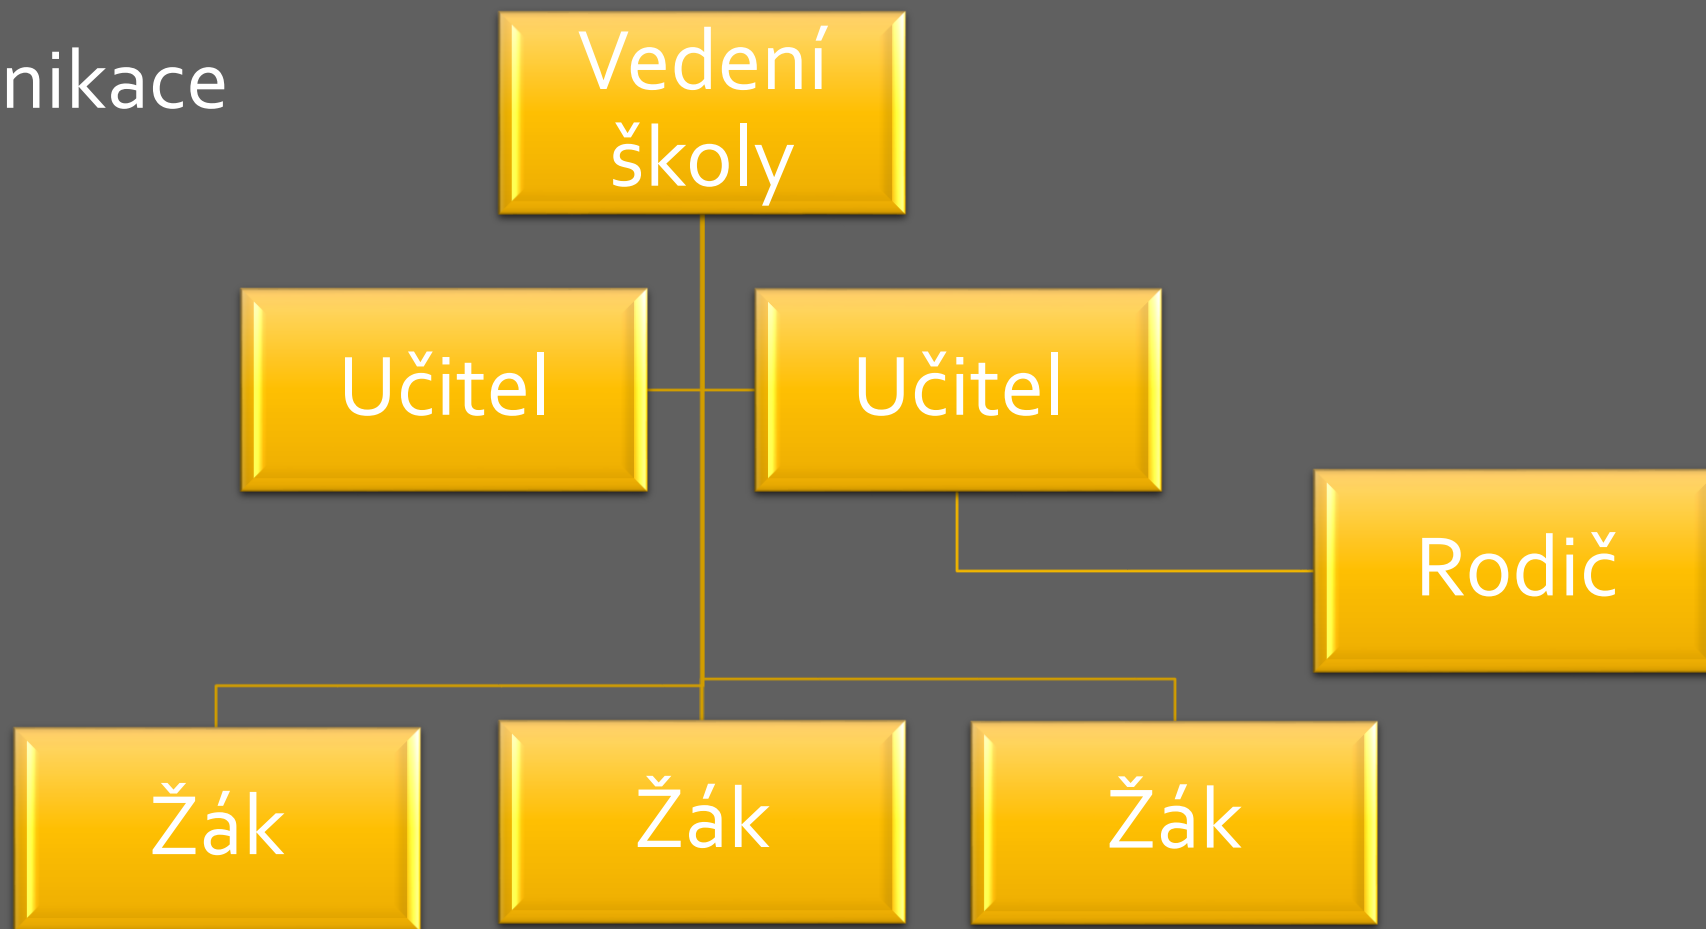 nikace
Vedení
školy
Učitel
Učitel
Rodič
Žák
Žák
Žák